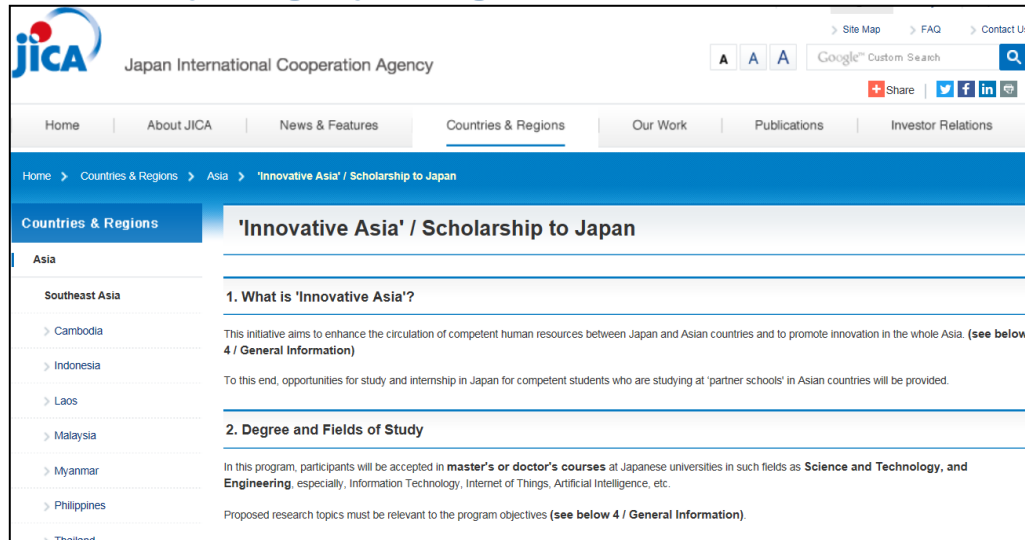 Site Map
FAQ
Contact Us
jICA
Japan International Cooperation Agency
A A A
Google™ Custom Search
Share
Home
About JICA
News & Features
Countries & Regions
Our Work
Publications
Investor Relations
Home > Countries & Regions > Asia > 'Innovative Asia' / Scholarship to Japan
Countries & Regions
Asia
Southeast Asia
> Cambodia
> Indonesia
> Laos
> Malaysia
> Myanmar
> Philippines
> Thailand
'Innovative Asia' / Scholarship to Japan
1. What is 'Innovative Asia'?
This initiative aims to enhance the circulation of competent human resources between Japan and Asian countries and to promote innovation in the whole Asia. (see below
4 / General Information)
To this end, opportunities for study and internship in Japan for competent students who are studying at 'partner schools' in Asian countries will be provided.
2. Degree and Fields of Study
In this program, participants will be accepted in master's or doctor's courses at Japanese universities in such fields as Science and Technology, and
Engineering, especially, Information Technology, Internet of Things, Artificial Intelligence, etc.
Proposed research topics must be relevant to the program objectives (see below 4 / General Information).